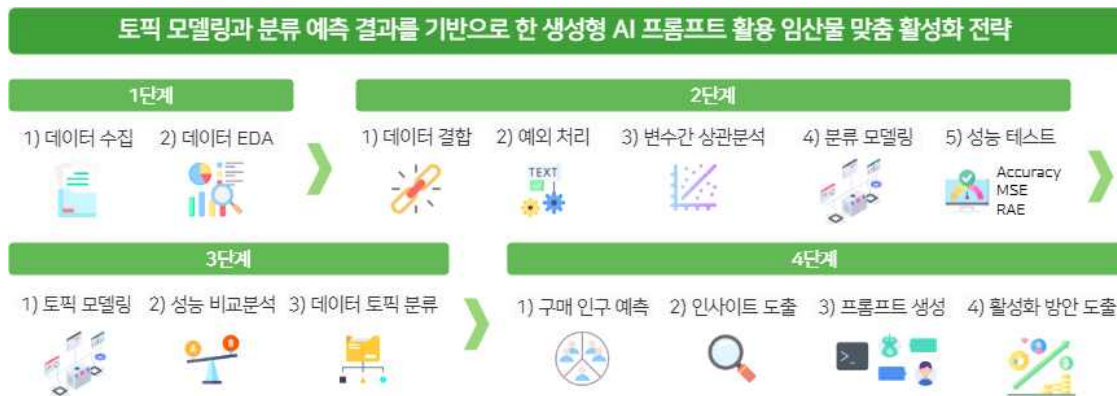 토픽 모델링과 분류 예측 결과를 기반으로 한 생성형 AI 프롬프트 활용 임산물 맞춤 활성화 전략
1단계
1) 데이터 수집
2) 데이터 EDA
2단계
1) 데이터 결합
2) 예외 처리
3) 변수간 상관분석
4) 분류 모델링
5) 성능 테스트
TEXT
Accuracy
MSE
RAE
3단계
1) 토픽 모델링
2) 성능 비교분석
3) 데이터 토픽 분류
4단계
1) 구매 인구 예측
2) 인사이트 도출
3) 프롬프트 생성
4) 활성화 방안 도출